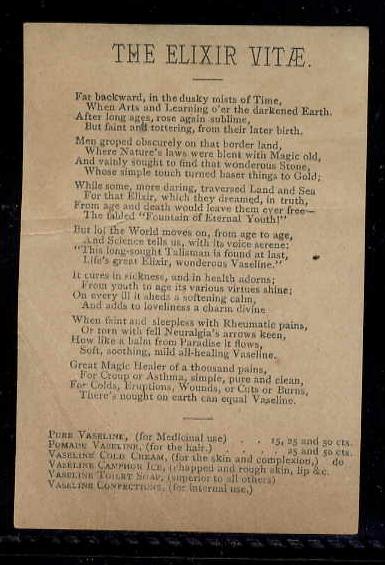 THE ELIXIR VITÆ.
Far backward, in the dusky mists of Time,
When Arts and Learning o'er the darkened Earth.
After long ages, rose again sublime,
But faint and tottering, from their later birth.
Men groped obscurely on that border land,
Where Nature's laws were blent with Magic old,
And vainly sought to find that wonderous Stone,
Whose simple touch turned baser things to Gold;
While some, more daring, traversed Land and Sea
For that Elixir, which they dreamed, in truth,
From age and death would leave them ever free—
The fabled "Fountain of Eternal Youth!"
But lo! the World moves on, from age to age,
And Science tells us, with its voice serene:
"This long-sought Talisman is found at last,
Life's great Elixir, wonderous Vaseline."
It cures in sickness, and in health adorns;
From youth to age its various virtues shine;
On every ill it sheds a softening calm,
And adds to loveliness a charm divine
When faint and sleepless with Rheumatic pains,
Or torn with fell Neuralgia's arrows keen,
How like a balm from Paradise it flows,
Soft, soothing, mild all-healing Vaseline.
Great Magic Healer of a thousand pains,
For Croup or Asthma, simple, pure and clean,
For Colds, Eruptions, Wounds, or Cuts or Burns,
There's nought on earth can equal Vaseline.
PURE VASELINE, (for Medicinal use) . . 15, 25 and 50 cts.
POMADE VASELINE, (for the hair.) . . . 25 and 50 cts.
VASELINE COLD CREAM, (for the skin and complexion,) do
VASELINE CAMPHOR ICE, (chapped and rough skin, lip &c.
VASELINE TOILET SOAP, (superior to all others)
VASELINE CONFECTIONS, (for internal use,)